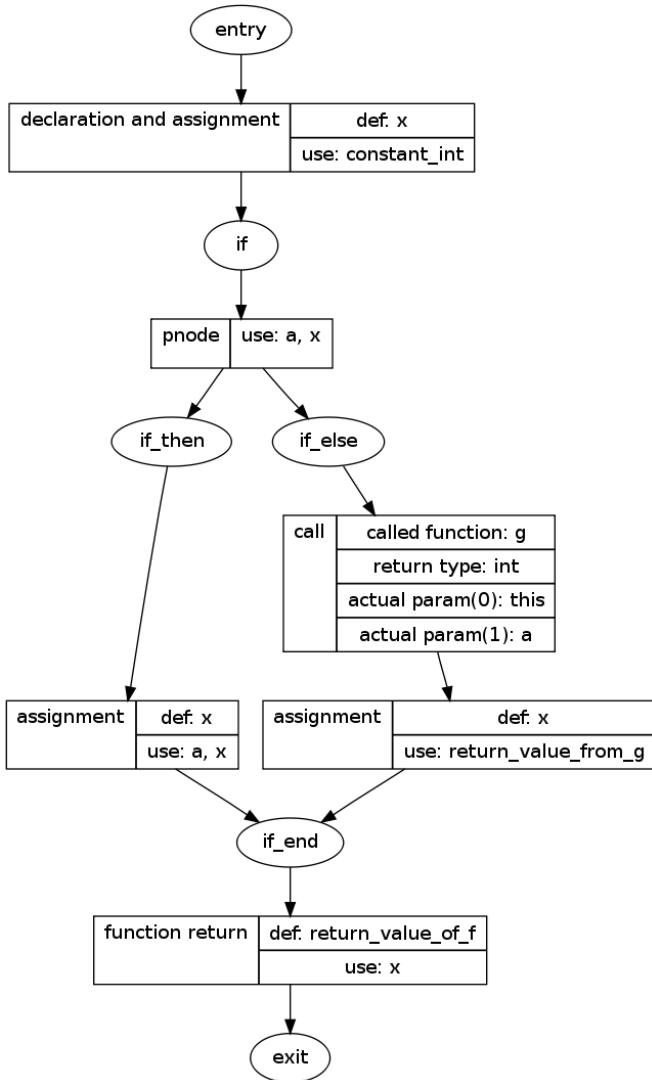 entry
declaration and assignment
def: x
use: constant_int
if
pnode
use: a, x
if_then
if_else
call
called function: g
return type: int
actual param(0): this
actual param(1): a
assignment
def: x
use: a, x
assignment
def: x
use: return_value_from_g
if_end
function return
def: return_value_of_f
use: x
exit